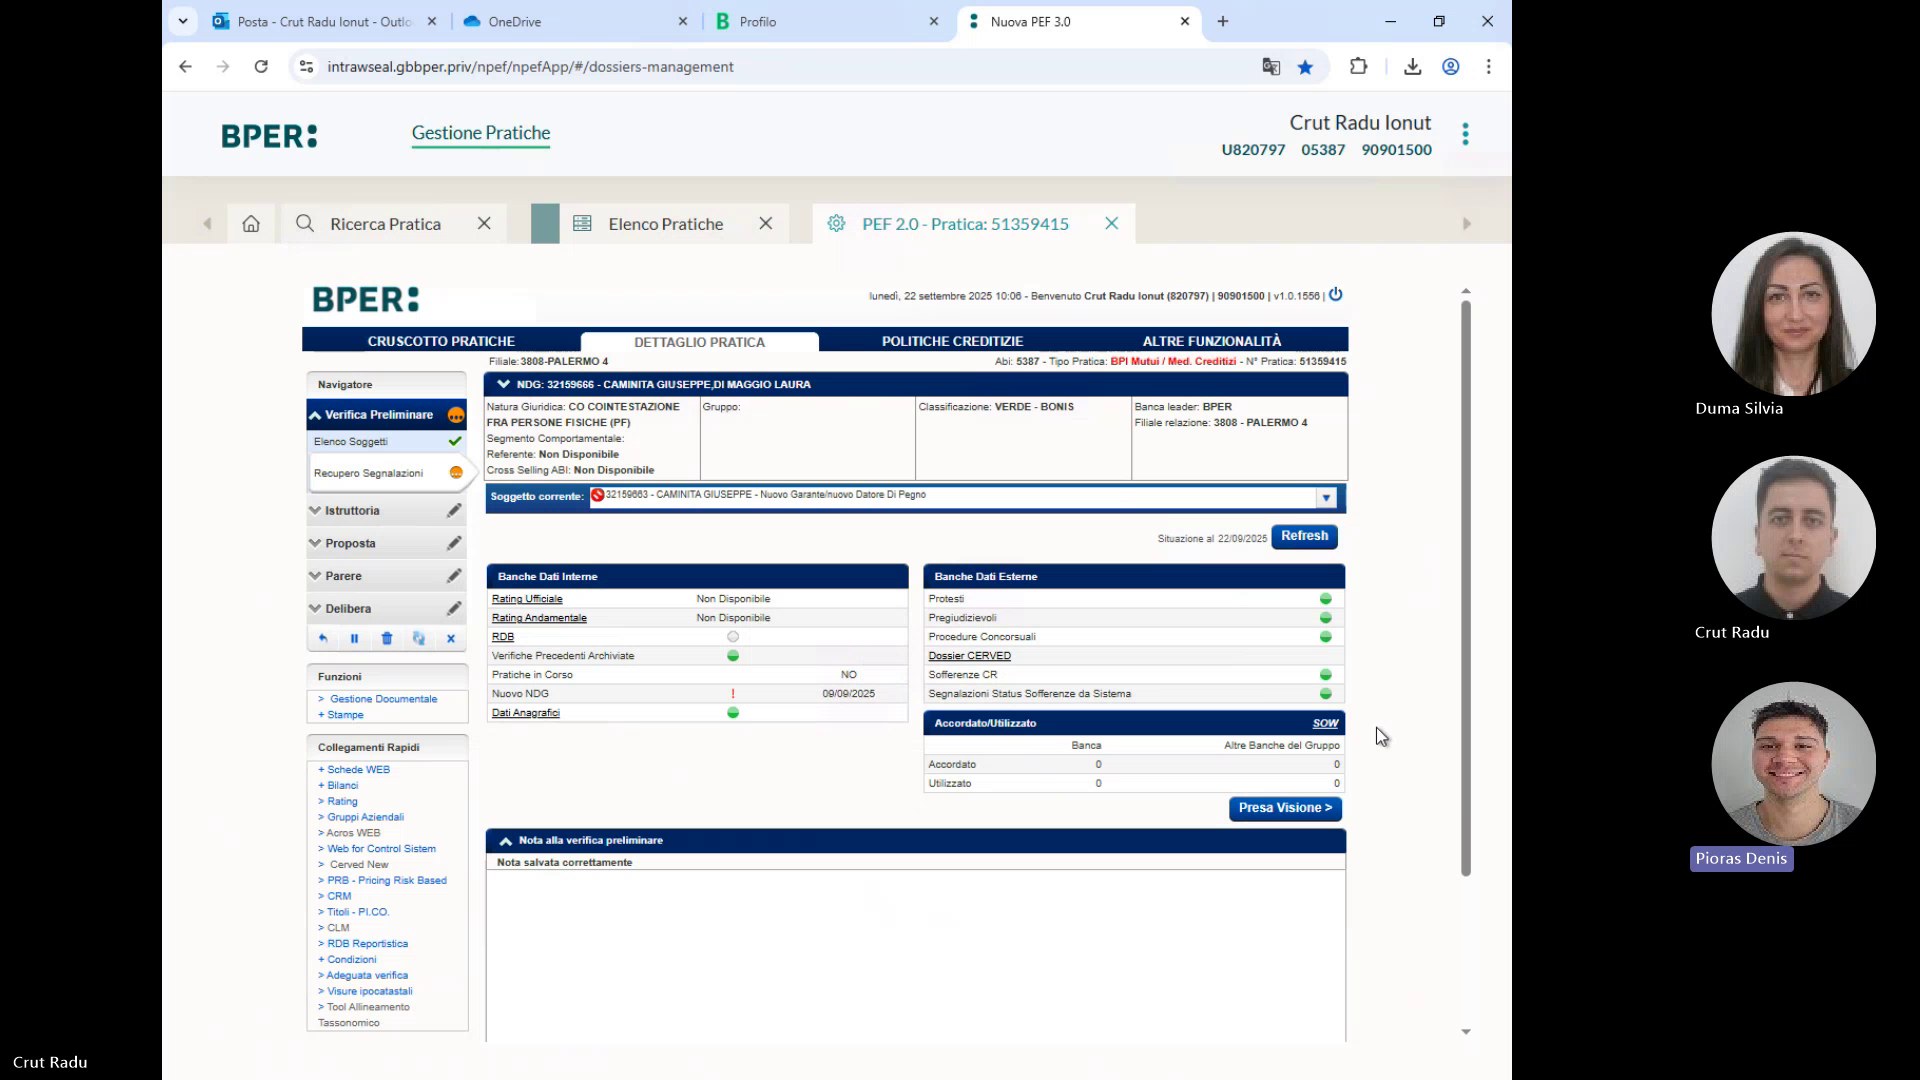 Posta - Crut Radu Ionut - Outlo
OneDrive
Profilo
Nuova PEF 3.0
intrawseal.gbbper.priv/npef/npefApp/#/dossiers-management
BPER:
Gestione Pratiche
Crut Radu Ionut
U820797 05387 90901500
Ricerca Pratica
Elenco Pratiche
PEF 2.0 - Pratica: 51359415
BPER:
lunedì, 22 settembre 2025 10:06 - Benvenuto Crut Radu Ionut (820797) | 90901500 | v1.0.1556 |
CRUSCOTTO PRATICHE
DETTAGLIO PRATICA
POLITICHE CREDITIZIE
ALTRE FUNZIONALITÀ
Filiale: 3808-PALERMO 4
Abi: 5387 - Tipo Pratica: BPI Mutui / Med. Creditizi - N° Pratica: 51359415
Navigatore
Verifica Preliminare
Elenco Soggetti
Recupero Segnalazioni
Istruttoria
Proposta
Parere
Delibera
Funzioni
> Gestione Documentale
+ Stampe
Collegamenti Rapidi
+ Schede WEB
+ Bilanci
> Rating
> Gruppi Aziendali
> Acros WEB
> Web for Control Sistem
> Cerved New
> PRB - Pricing Risk Based
> CRM
> Titoli - PI.CO.
> CLM
> RDB Reportistica
+ Condizioni
> Adeguata verifica
> Visure ipocatastali
> Tool Allineamento
Tassonomico
NDG: 32159666 - CAMINITA GIUSEPPE,DI MAGGIO LAURA
Natura Giuridica: CO COINTESTAZIONE
FRA PERSONE FISICHE (PF)
Segmento Comportamentale:
Referente: Non Disponibile
Cross Selling ABI: Non Disponibile
Gruppo:
Classificazione: VERDE - BONIS
Banca leader: BPER
Filiale relazione: 3808 - PALERMO 4
Soggetto corrente: 32159663 - CAMINITA GIUSEPPE - Nuovo Garante/nuovo Datore Di Pegno
Situazione al 22/09/2025 Refresh
Banche Dati Interne
Rating Ufficiale Non Disponibile
Rating Andamentale Non Disponibile
RDB
Verifiche Precedenti Archiviate
Pratiche in Corso NO
Nuovo NDG ! 09/09/2025
Dati Anagrafici
Banche Dati Esterne
Protesti
Pregiudizievoli
Procedure Concorsuali
Dossier CERVED
Sofferenze CR
Segnalazioni Status Sofferenze da Sistema
Accordato/Utilizzato SOW
Banca Altre Banche del Gruppo
Accordato 0 0
Utilizzato 0 0
Presa Visione >
Nota alla verifica preliminare
Nota salvata correttamente
Duma Silvia
Crut Radu
Pioras Denis
Crut Radu